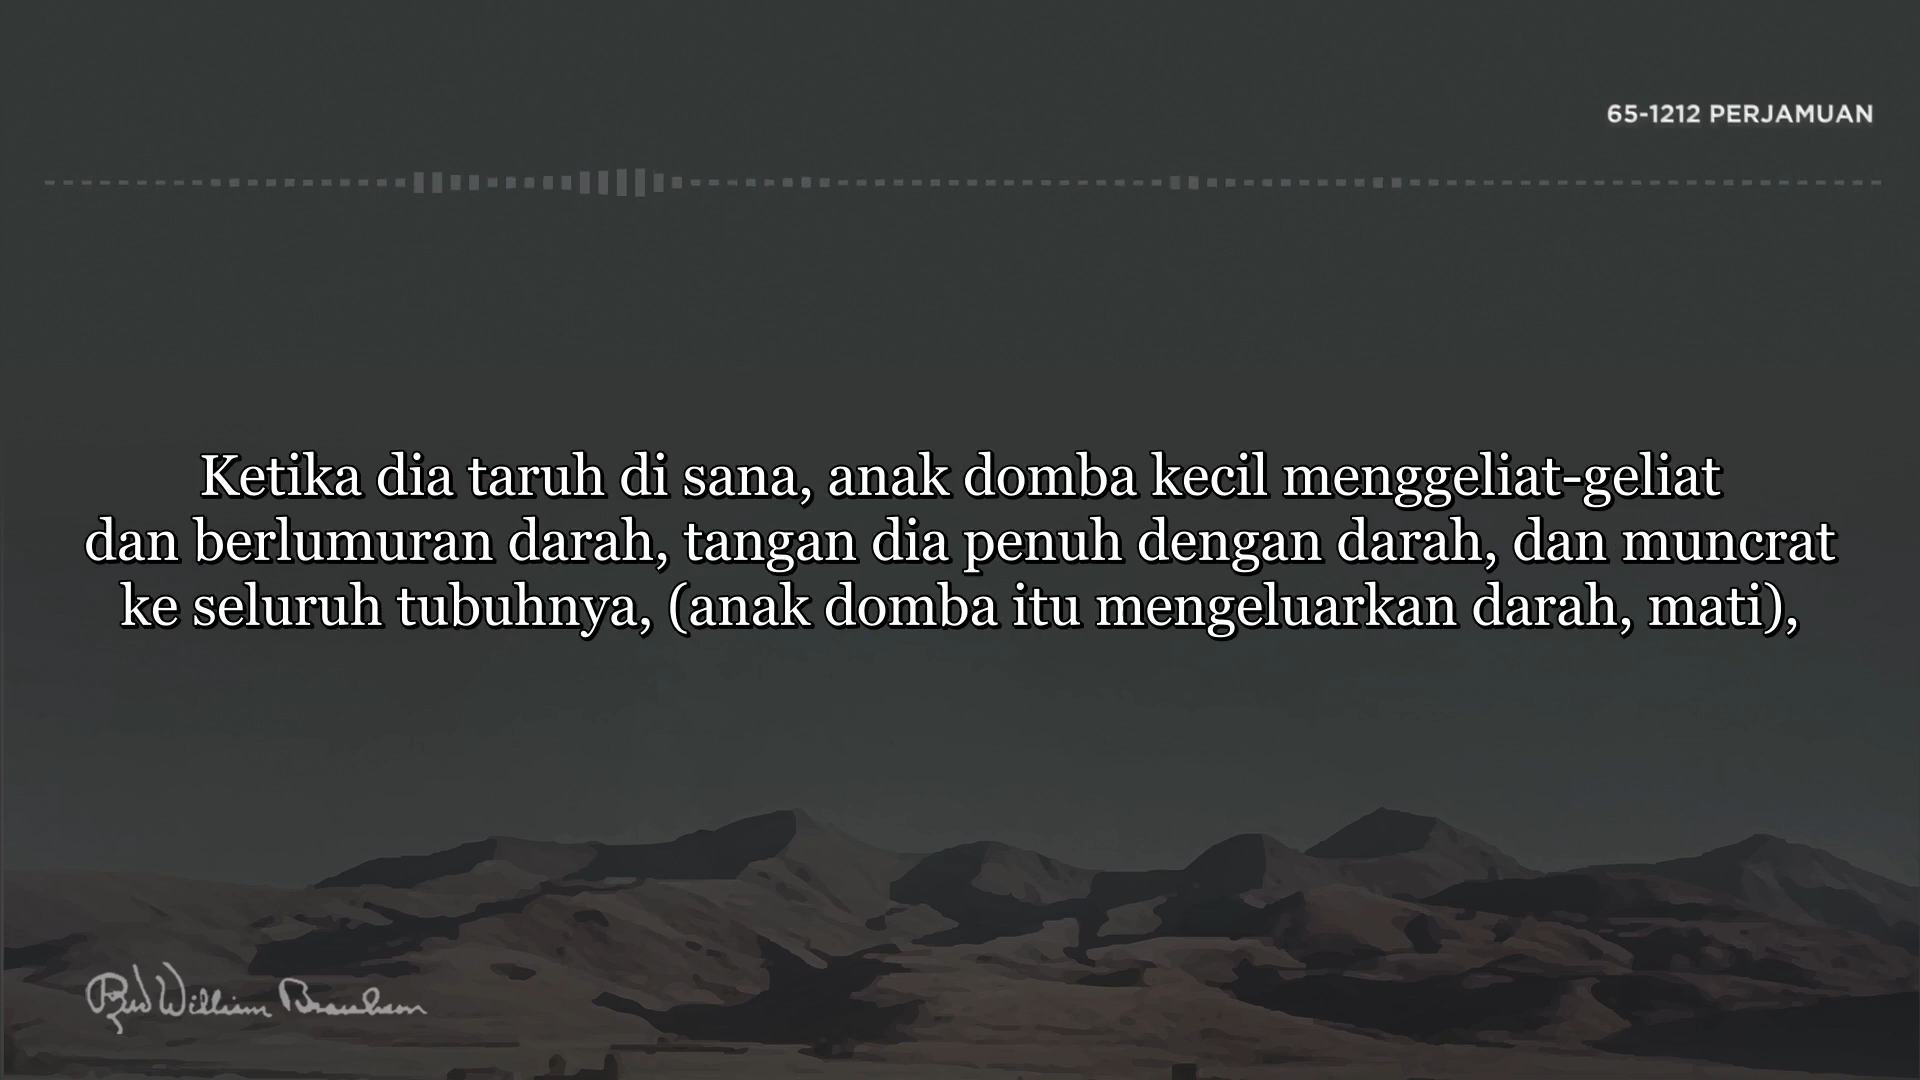 65-1212 PERJAMUAN
Ketika dia taruh di sana, anak domba kecil menggeliat-geliat
dan berlumuran darah, tangan dia penuh dengan darah, dan muncrat
ke seluruh tubuhnya, (anak domba itu mengeluarkan darah, mati),
Rev William Branham